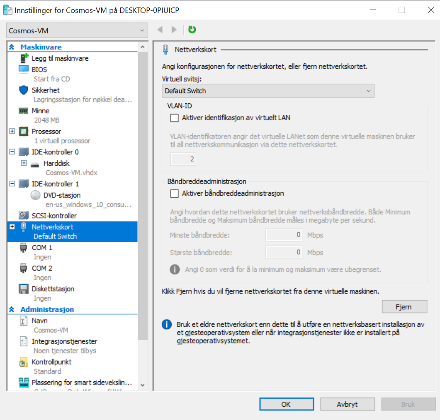 Innstillinger for Cosmos-VM på DESKTOP-0PIUICP
Cosmos-VM
Maskinvare
Legg til maskinvare
BIOS
Start fra CD
Sikkerhet
Lagringsstasjon for nøkkel deak...
Minne
2048 MB
Prosessor
1 virtuell prosessor
IDE-kontroller 0
Harddisk
Cosmos-VM.vhdx
IDE-kontroller 1
DVD-stasjon
en-us_windows_10_consu...
SCSI-kontroller
Nettverkskort
Default Switch
COM 1
Ingen
COM 2
Ingen
Diskettstasjon
Ingen
Administrasjon
Navn
Cosmos-VM
Integrasjonstjenester
Noen tjenester tilbys
Kontrollpunkt
Standard
Plassering for smart sidevekslin...
Nettverkskort
Angi konfigurasjonen for nettverkskortet, eller fjern nettverkskortet.
Virtuell svitsj:
Default Switch
VLAN-ID
Aktiver identifikasjon av virtuelt LAN
VLAN-identifikatoren angir det virtuelle LANet som denne virtuelle maskinen bruker
til all nettverkskommunikasjon via dette nettverkskortet.
2
Båndbreddeadministrasjon
Aktiver båndbreddeadministrasjon
Angi hvordan dette nettverkskortet bruker nettverksbåndbredde. Både Minimum
båndbredde og Maksimum båndbredde måles i megabyte per sekund.
Minste båndbredde:
0
Mbps
Største båndbredde:
0
Mbps
Angi 0 som verdi for å la minimum og maksimum være ubegrenset.
Klikk Fjern hvis du vil fjerne nettverkskortet fra denne virtuelle maskinen.
Fjern
Bruk et eldre nettverkskort enn dette til å utføre en nettverksbasert installasjon av
et gjesteoperativsystem eller når integrasjonstjenester ikke er installert på
gjesteoperativsystemet.
OK
Avbryt
Bruk